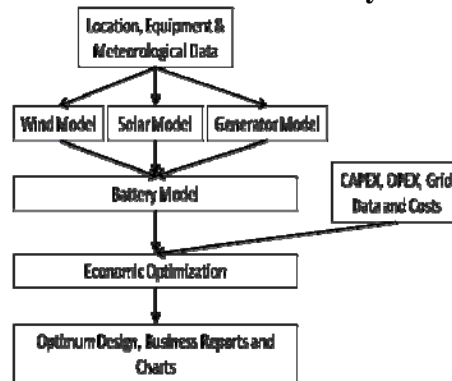 Location, Equipment &
Meteorological Data
Wind Model
Solar Model
Generator Model
CAPEX, OPEX, Grid
Data and Costs
Battery Model
Economic Optimization
Optimum Design, Business Reports and
Charts